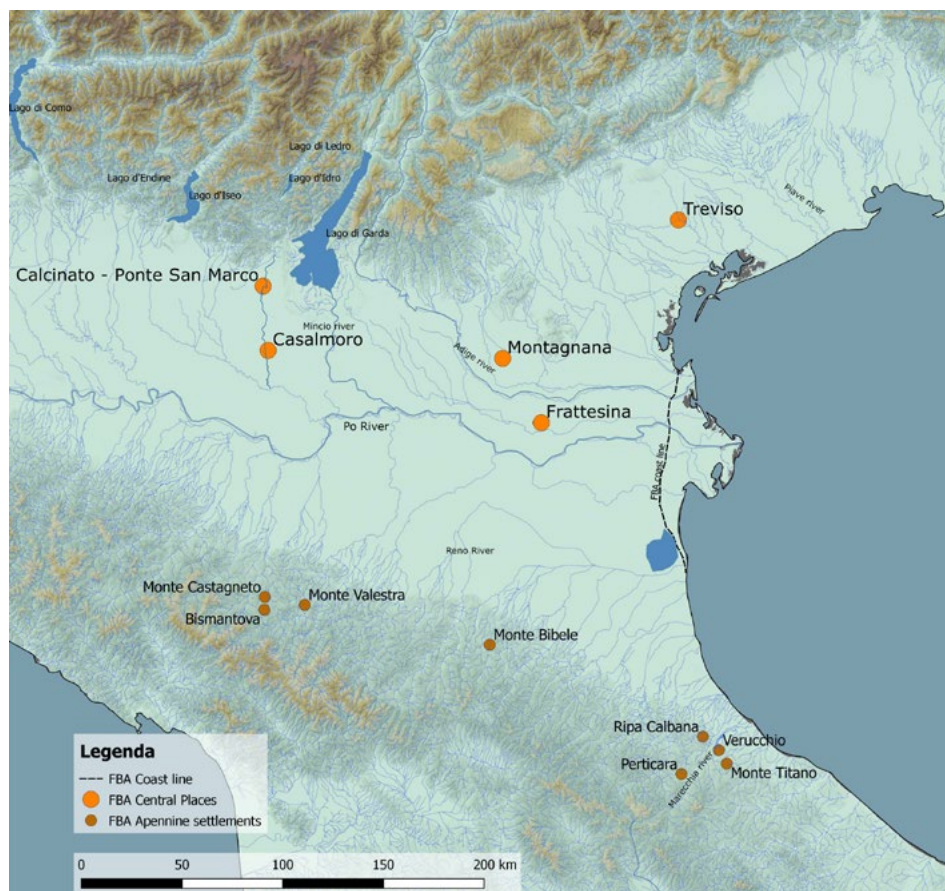 Lago di Como
Lago di Ledro
Lago d'Endine
Lago d'Idro
Lago d'Iseo
Piave river
Treviso
Lago di Garda
Calcinato - Ponte San Marco
Mincio river
Casalmoro
Adige river
Montagnana
Frattesina
Po River
FBA coast line
Reno River
Monte Castagneto
Monte Valestra
Bismantova
Monte Bibele
Ripa Calbana
Verucchio
Perticara
Marecchia river
Monte Titano
Legenda
FBA Coast line
FBA Central Places
FBA Apennine settlements
0 50 100 150 200 km